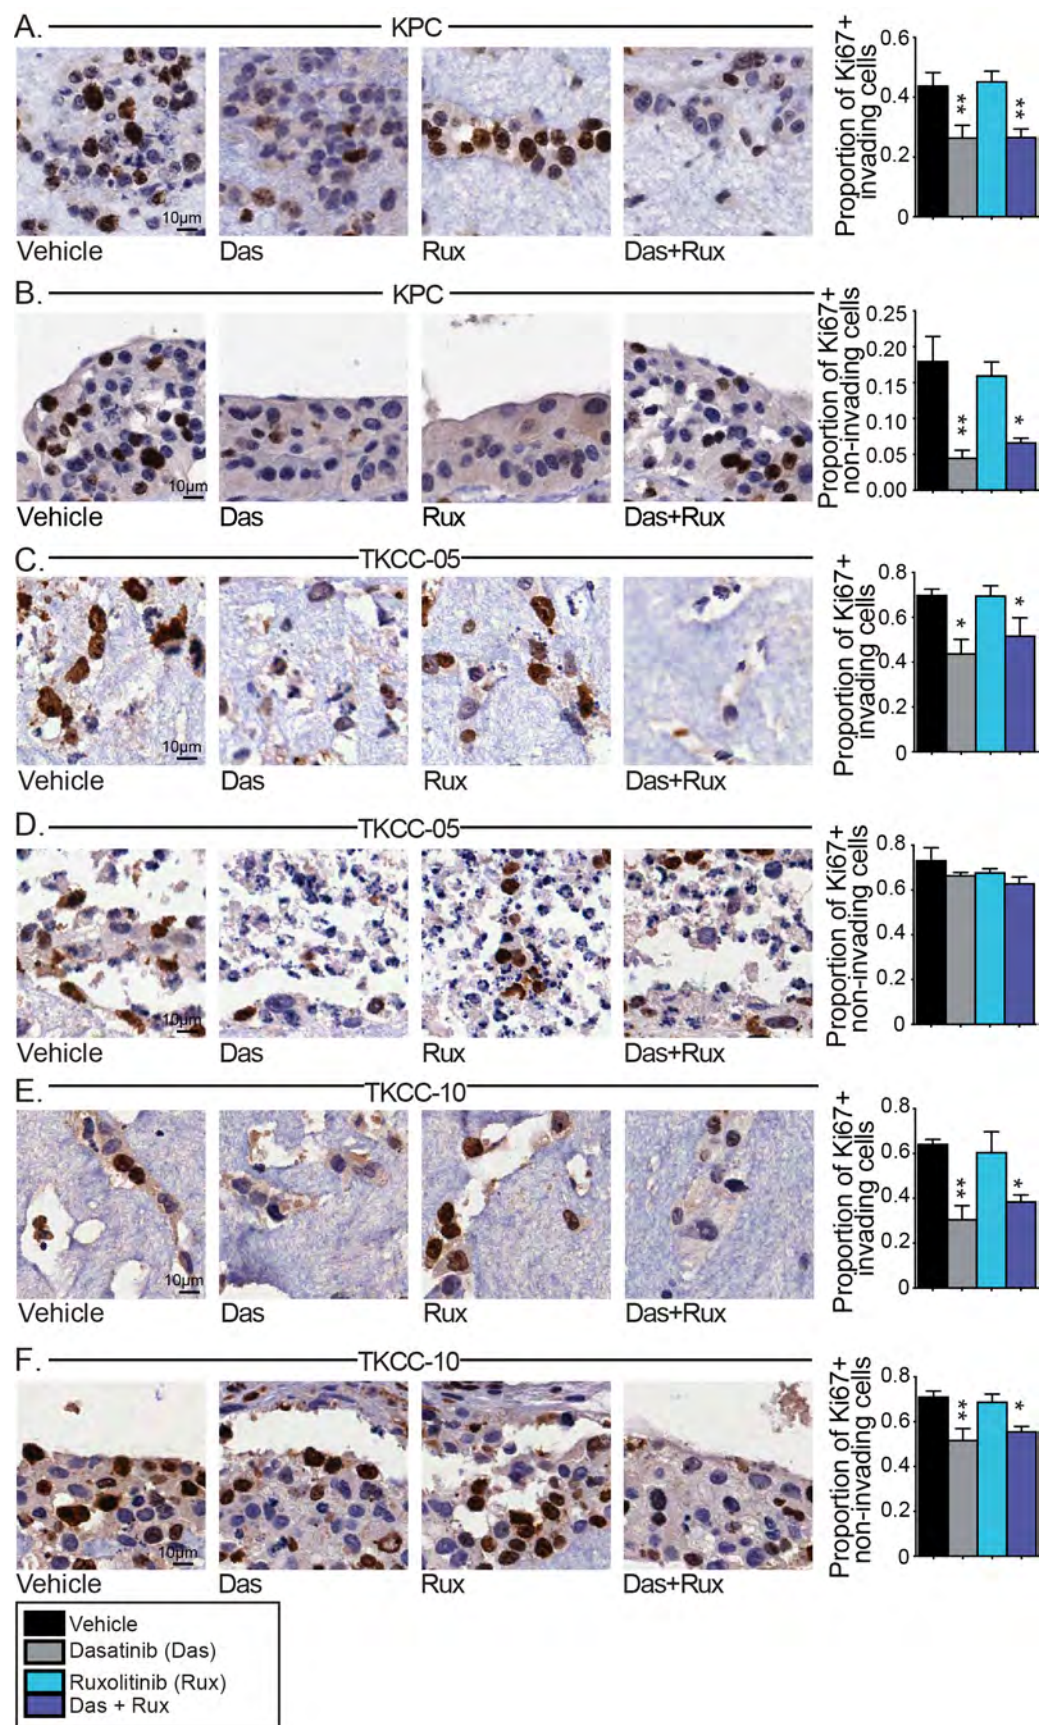 A. KPC
10µm
Vehicle Das Rux Das+Rux
Proportion of Ki67+
invading cells
0.6
0.4
0.2
0
**
**
B. KPC
10µm
Vehicle Das Rux Das+Rux
Proportion of Ki67+
non-invading cells
0.25
0.20
0.15
0.10
0.05
0.00
**
*
C. TKCC-05
10µm
Vehicle Das Rux Das+Rux
Proportion of Ki67+
invading cells
0.8
0.6
0.4
0.2
0
*
*
D. TKCC-05
10µm
Vehicle Das Rux Das+Rux
Proportion of Ki67+
non-invading cells
0.8
0.6
0.4
0.2
0
E. TKCC-10
10µm
Vehicle Das Rux Das+Rux
Proportion of Ki67+
invading cells
0.8
0.6
0.4
0.2
0
**
*
F. TKCC-10
10µm
Vehicle Das Rux Das+Rux
Proportion of Ki67+
non-invading cells
0.8
0.6
0.4
0.2
0
**
*
Vehicle
Dasatinib (Das)
Ruxolitinib (Rux)
Das + Rux